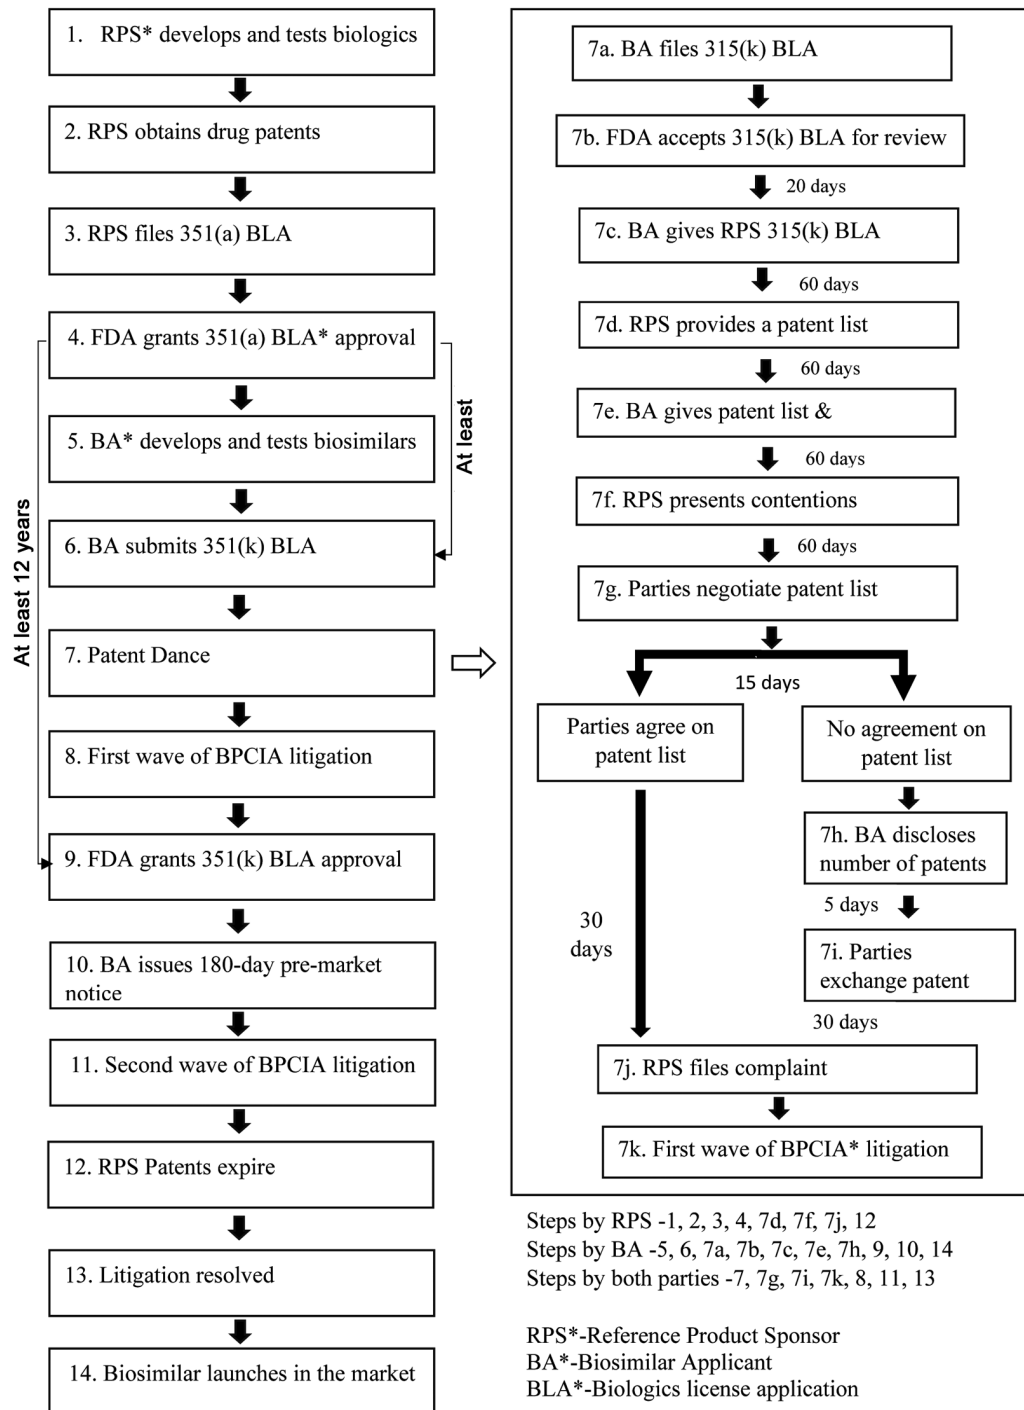 1. RPS* develops and tests biologics
2. RPS obtains drug patents
3. RPS files 351(a) BLA
4. FDA grants 351(a) BLA* approval
5. BA* develops and tests biosimilars
6. BA submits 351(k) BLA
7. Patent Dance
8. First wave of BPCIA litigation
9. FDA grants 351(k) BLA approval
10. BA issues 180-day pre-market
notice
11. Second wave of BPCIA litigation
12. RPS Patents expire
13. Litigation resolved
14. Biosimilar launches in the market
At least 12 years
At least
7a. BA files 315(k) BLA
7b. FDA accepts 315(k) BLA for review
20 days
7c. BA gives RPS 315(k) BLA
60 days
7d. RPS provides a patent list
60 days
7e. BA gives patent list &
60 days
7f. RPS presents contentions
60 days
7g. Parties negotiate patent list
15 days
Parties agree on
patent list
No agreement on
patent list
7h. BA discloses
number of patents
5 days
7i. Parties
exchange patent
30 days
30
days
7j. RPS files complaint
7k. First wave of BPCIA* litigation
Steps by RPS -1, 2, 3, 4, 7d, 7f, 7j, 12
Steps by BA -5, 6, 7a, 7b, 7c, 7e, 7h, 9, 10, 14
Steps by both parties -7, 7g, 7i, 7k, 8, 11, 13
RPS*-Reference Product Sponsor
BA*-Biosimilar Applicant
BLA*-Biologics license application